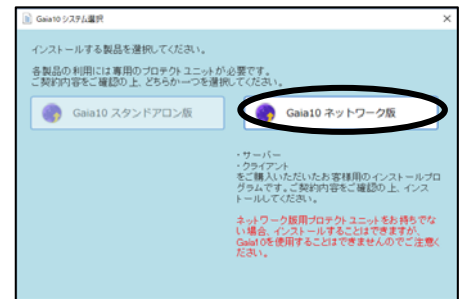 Gaia10 システム選択
インストールする製品を選択してください。
各製品の利用には専用のプロテクトユニットが必要です。
ご契約内容をご確認の上、どちらか一つを選択してください。
Gaia10 スタンドアロン版
Gaia10 ネットワーク版
・サーバー
・クライアント
をご購入いただいたお客様用のインストールプロ
グラムです。ご契約内容をご確認の上、インス
トールしてください。
ネットワーク版用プロテクトユニットをお持ちでな
い場合、インストールすることはできますが、
Gaia10を使用することはできませんのでご注意く
ださい。